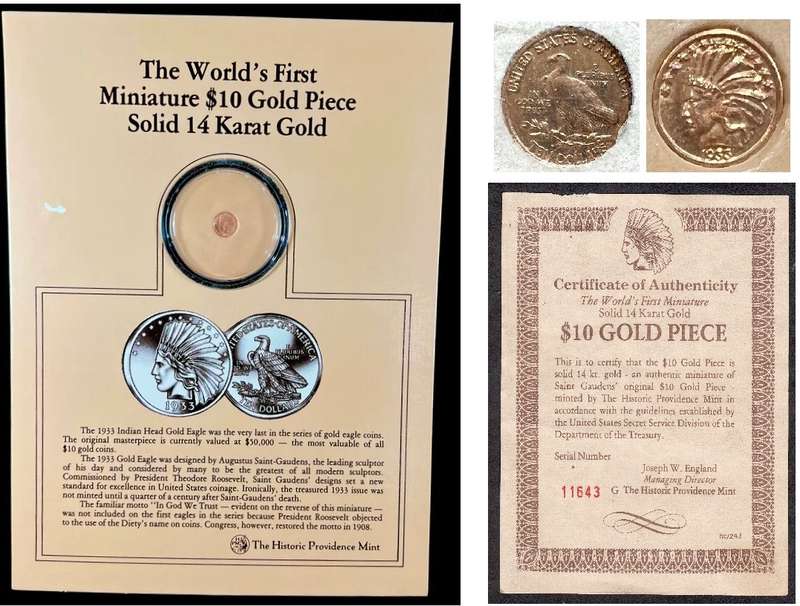 The World's First
Miniature $10 Gold Piece
Solid 14 Karat Gold
1933
UNITED·STATES·OF·AMERICA
E PLURIBUS UNUM
TEN DOLLARS
The 1933 Indian Head Gold Eagle was the very last in the series of gold eagle coins.
The original masterpiece is currently valued at $50,000 — the most valuable of all
$10 gold coins.
The 1933 Gold Eagle was designed by Augustus Saint-Gaudens, the leading sculptor
of his day and considered by many to be the greatest of all modern sculptors.
Commissioned by President Theodore Roosevelt, Saint Gaudens' designs set a new
standard for excellence in United States coinage. Ironically, the treasured 1933 issue was
not minted until a quarter of a century after Saint-Gaudens' death.
The familiar motto "In God We Trust — evident on the reverse of this miniature —
was not included on the first eagles in the series because President Roosevelt objected
to the use of the Diety's name on coins. Congress, however, restored the motto in 1908.
The Historic Providence Mint
UNITED STATES OF AMERICA
E PLURIBUS UNUM
IN GOD WE
TEN DOLLARS
1933
Certificate of Authenticity
The World's First Miniature
Solid 14 Karat Gold
$10 GOLD PIECE
This is to certify that the $10 Gold Piece is
solid 14 kt. gold - an authentic miniature of
Saint Gaudens' original $10 Gold Piece -
minted by The Historic Providence Mint in
accordance with the guidelines established by
the United States Secret Service Division of the
Department of the Treasury.
Serial Number
Joseph W. England
Managing Director
11643 G The Historic Providence Mint